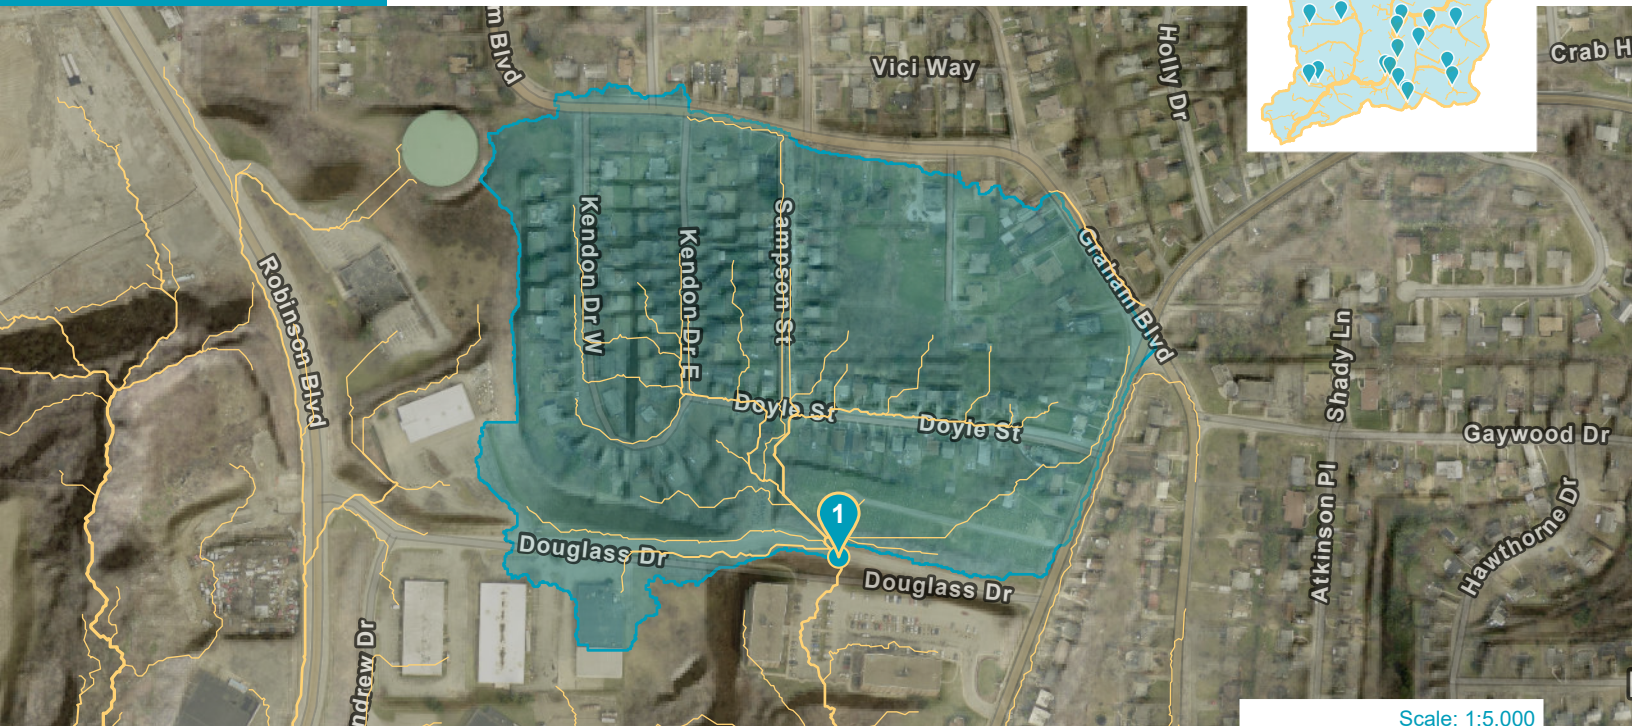 m Blvd
Vici Way
Holly Dr
Crab H
Kendon Dr W
Kendon Dr E
Sampson St
Graham Blvd
Robinson Blvd
Shady Ln
Doyle St
Doyle St
Gaywood Dr
Atkinson Pl
Hawthorne Dr
1
Douglass Dr
Douglass Dr
ndrew Dr
Scale: 1:5,000